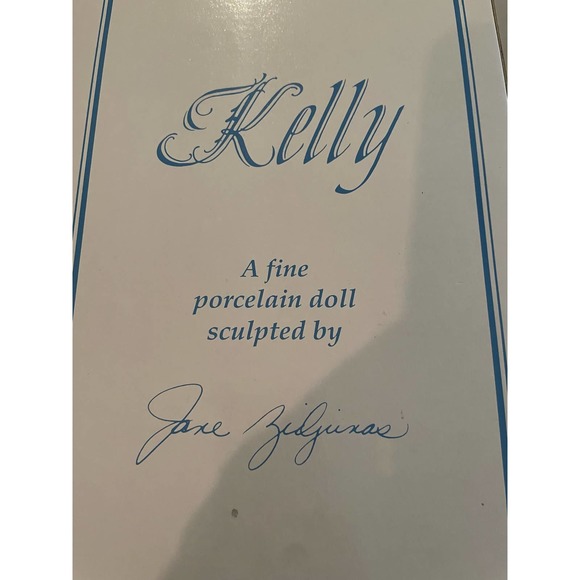 Kelly
A fine
porcelain doll
sculpted by
Jane Zidjunas